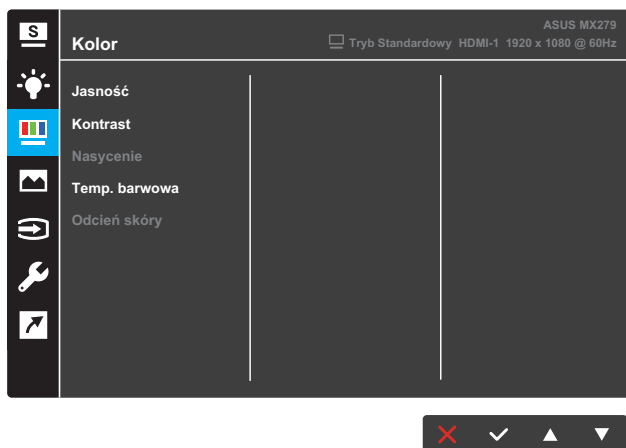 S
ASUS MX279
Kolor
Tryb Standardowy HDMI-1 1920 x 1080 @ 60Hz
Jasność
Kontrast
Nasycenie
Temp. barwowa
Odcień skóry